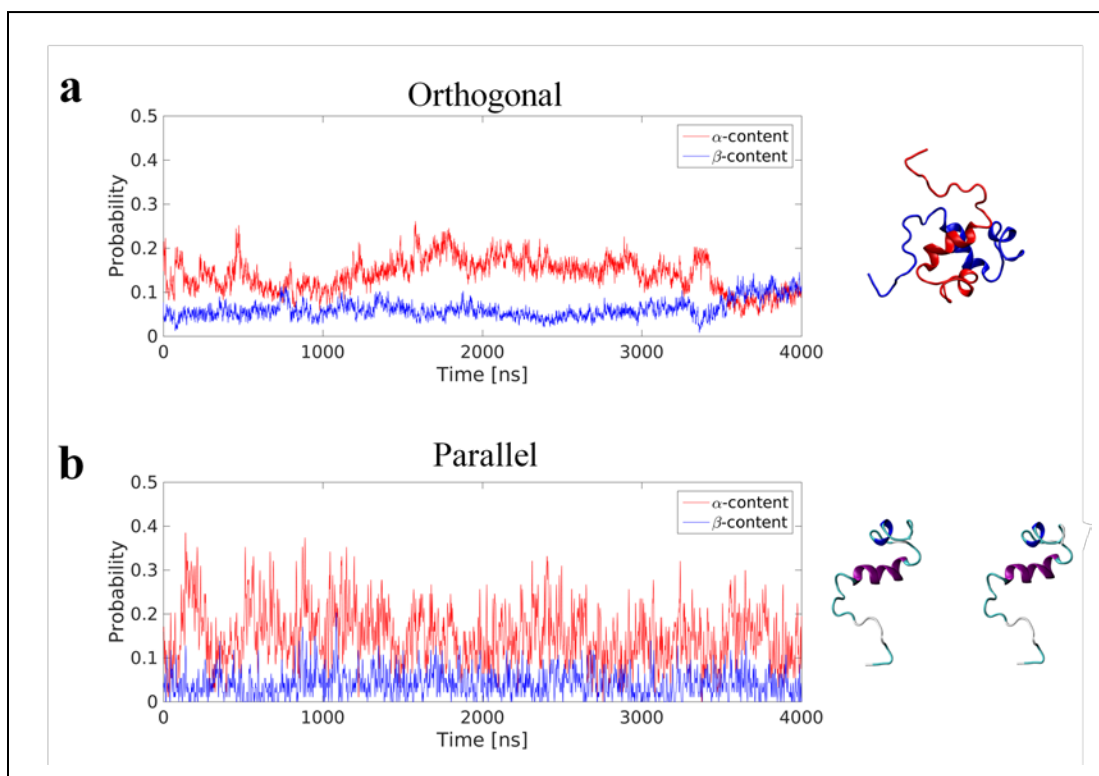 a
Orthogonal
0.5
0.4
0.3
0.2
0.1
0
Probability
α-content
β-content
0 1000 2000 3000 4000
Time [ns]
b
Parallel
0.5
0.4
0.3
0.2
0.1
0
Probability
α-content
β-content
0 1000 2000 3000 4000
Time [ns]